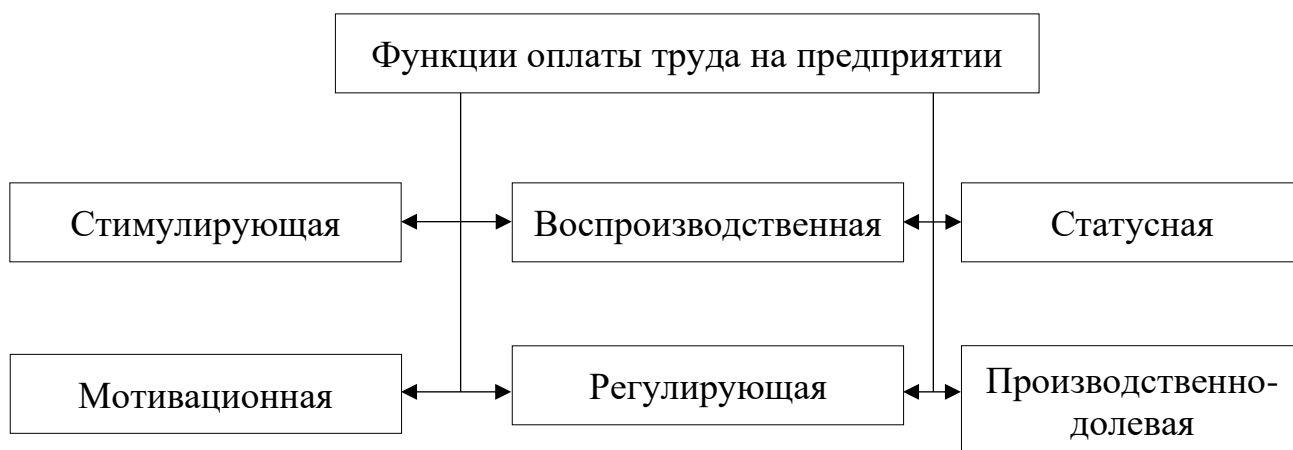 Функции оплаты труда на предприятии
Стимулирующая
Воспроизводственная
Статусная
Мотивационная
Регулирующая
Производственно-
долевая